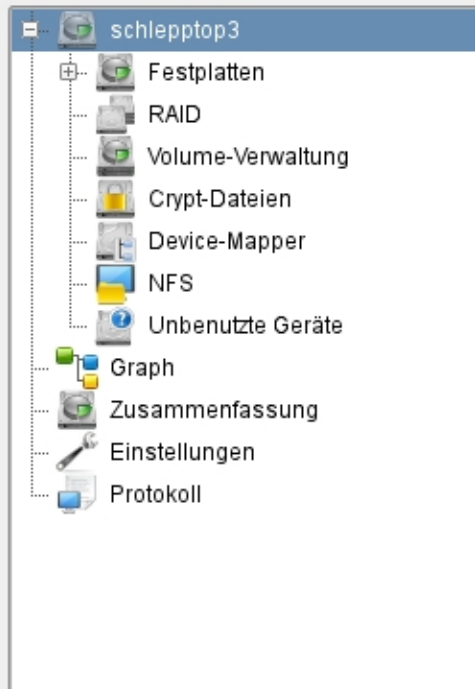 schlepptop3
Festplatten
RAID
Volume-Verwaltung
Crypt-Dateien
Device-Mapper
NFS
Unbenutzte Geräte
Graph
Zusammenfassung
Einstellungen
Protokoll